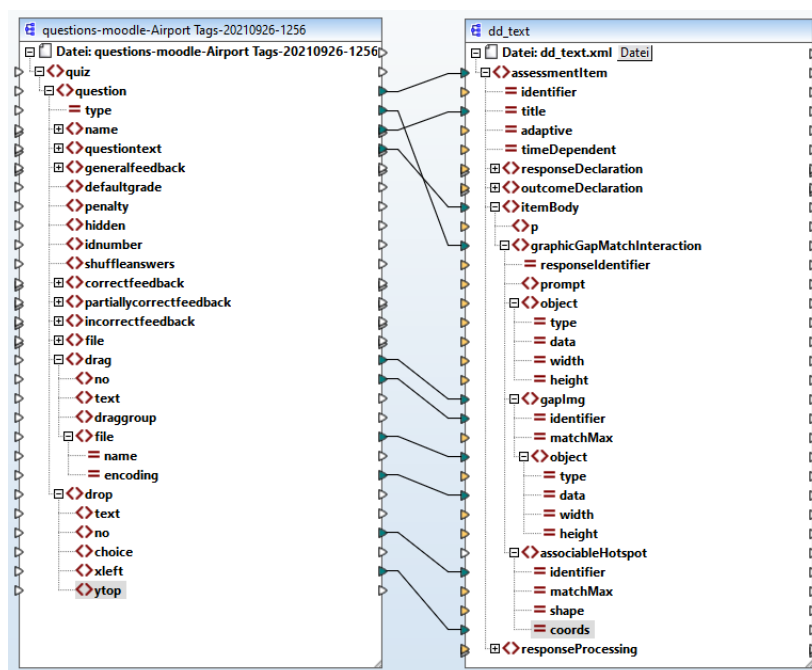 questions-moodle-Airport Tags-20210926-1256
Datei: questions-moodle-Airport Tags-20210926-1256
quiz
question
type
name
questiontext
generalfeedback
defaultgrade
penalty
hidden
idnumber
shuffleanswers
correctfeedback
partiallycorrectfeedback
incorrectfeedback
file
drag
no
text
draggroup
file
name
encoding
drop
text
no
choice
xleft
ytop
dd_text
Datei: dd_text.xml Datei
assessmentItem
identifier
title
adaptive
timeDependent
responseDeclaration
outcomeDeclaration
itemBody
p
graphicGapMatchInteraction
responseIdentifier
prompt
object
type
data
width
height
gapImg
identifier
matchMax
object
type
data
width
height
associableHotspot
identifier
matchMax
shape
coords
responseProcessing